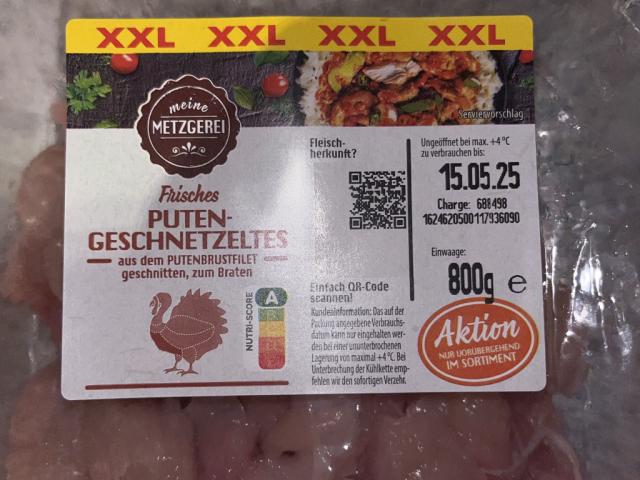 XXL XXL XXL XXL
meine
METZGEREI
Serviervorschlag
Frisches
PUTEN-
GESCHNETZELTES
aus dem PUTENBRUSTFILET
geschnitten, zum Braten
NUTRI-SCORE
A
Fleisch-
herkunft?
Einfach QR-Code
scannen!
Kundeninformation: Das auf der
Packung angegebene Verbrauchs-
datum kann nur eingehalten wer-
den bei einer ununterbrochenen
Lagerung von maximal +4 °C. Bei
Unterbrechung der Kühlkette emp-
fehlen wir den sofortigen Verzehr.
Ungeöffnet bei max. +4 °C
zu verbrauchen bis:
15.05.25
Charge: 688498
1624620500117936090
Einwaage:
800g e
Aktion
NUR VORÜBERGEHEND
IM SORTIMENT